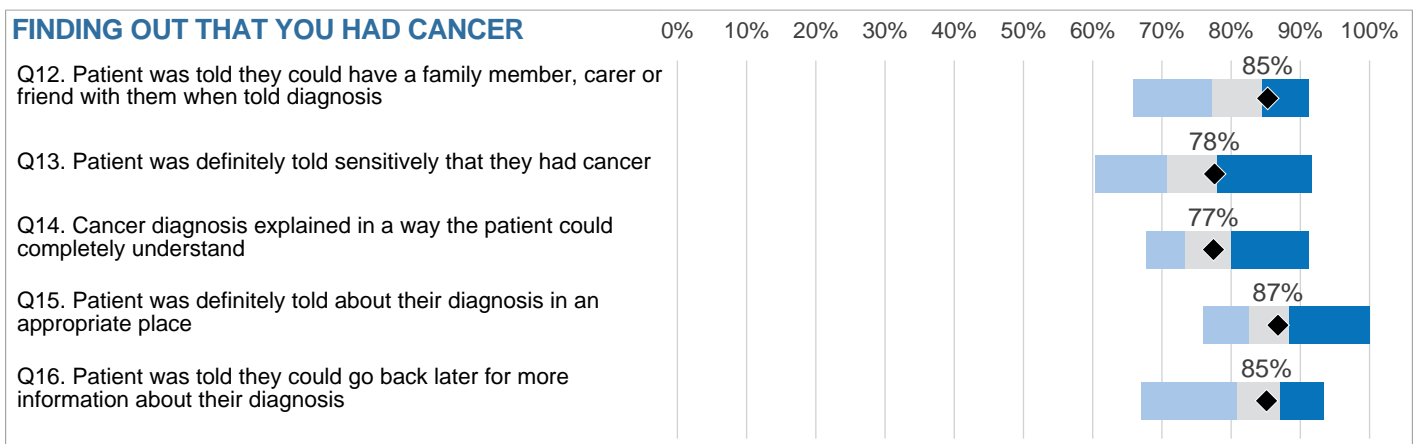 FINDING OUT THAT YOU HAD CANCER
0% 10% 20% 30% 40% 50% 60% 70% 80% 90% 100%
Q12. Patient was told they could have a family member, carer or
friend with them when told diagnosis
85%
Q13. Patient was definitely told sensitively that they had cancer
78%
Q14. Cancer diagnosis explained in a way the patient could
completely understand
77%
Q15. Patient was definitely told about their diagnosis in an
appropriate place
87%
Q16. Patient was told they could go back later for more
information about their diagnosis
85%